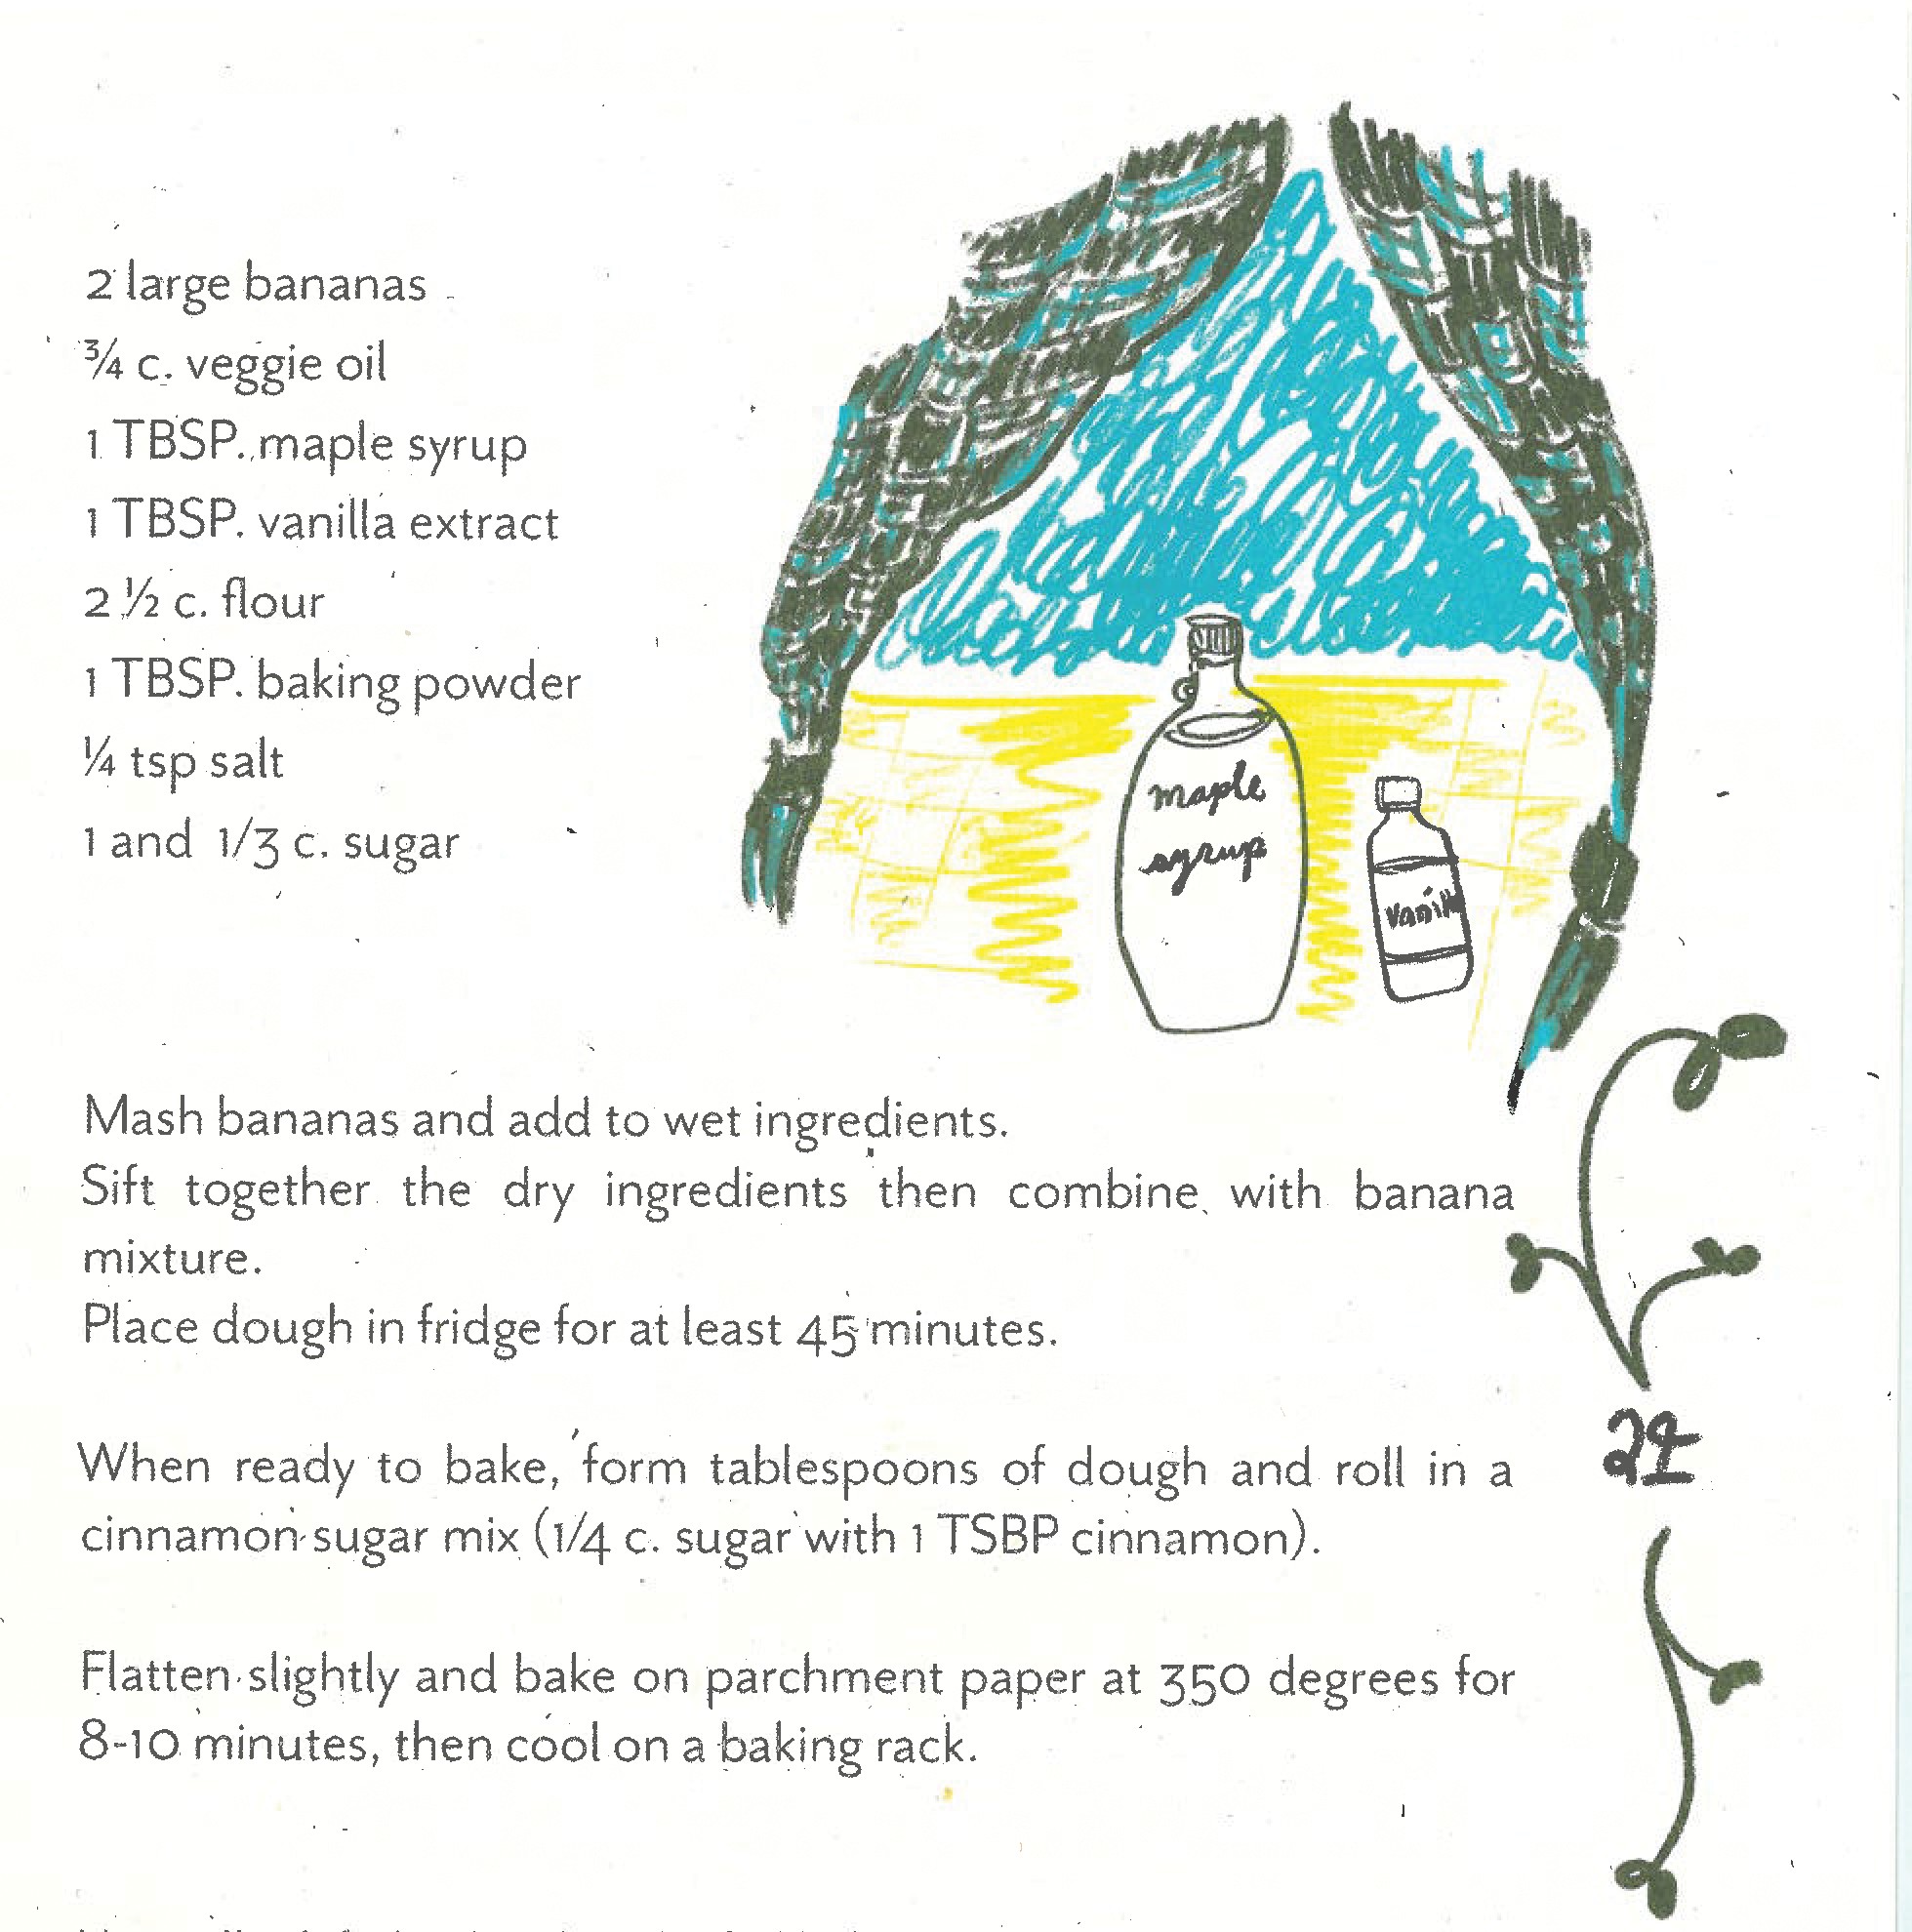 2 large bananas
¾ c. veggie oil
1 TBSP. maple syrup
1 TBSP. vanilla extract
2 ½ c. flour
1 TBSP. baking powder
¼ tsp salt
1 and 1/3 c. sugar
maple
syrup
Mash bananas and add to wet ingredients.
Sift together the dry ingredients then combine with banana
mixture.
Place dough in fridge for at least 45 minutes.
When ready to bake, form tablespoons of dough and roll in a
cinnamon sugar mix (1/4 c. sugar with 1 TSBP cinnamon).
Flatten slightly and bake on parchment paper at 350 degrees for
8-10 minutes, then cool on a baking rack.